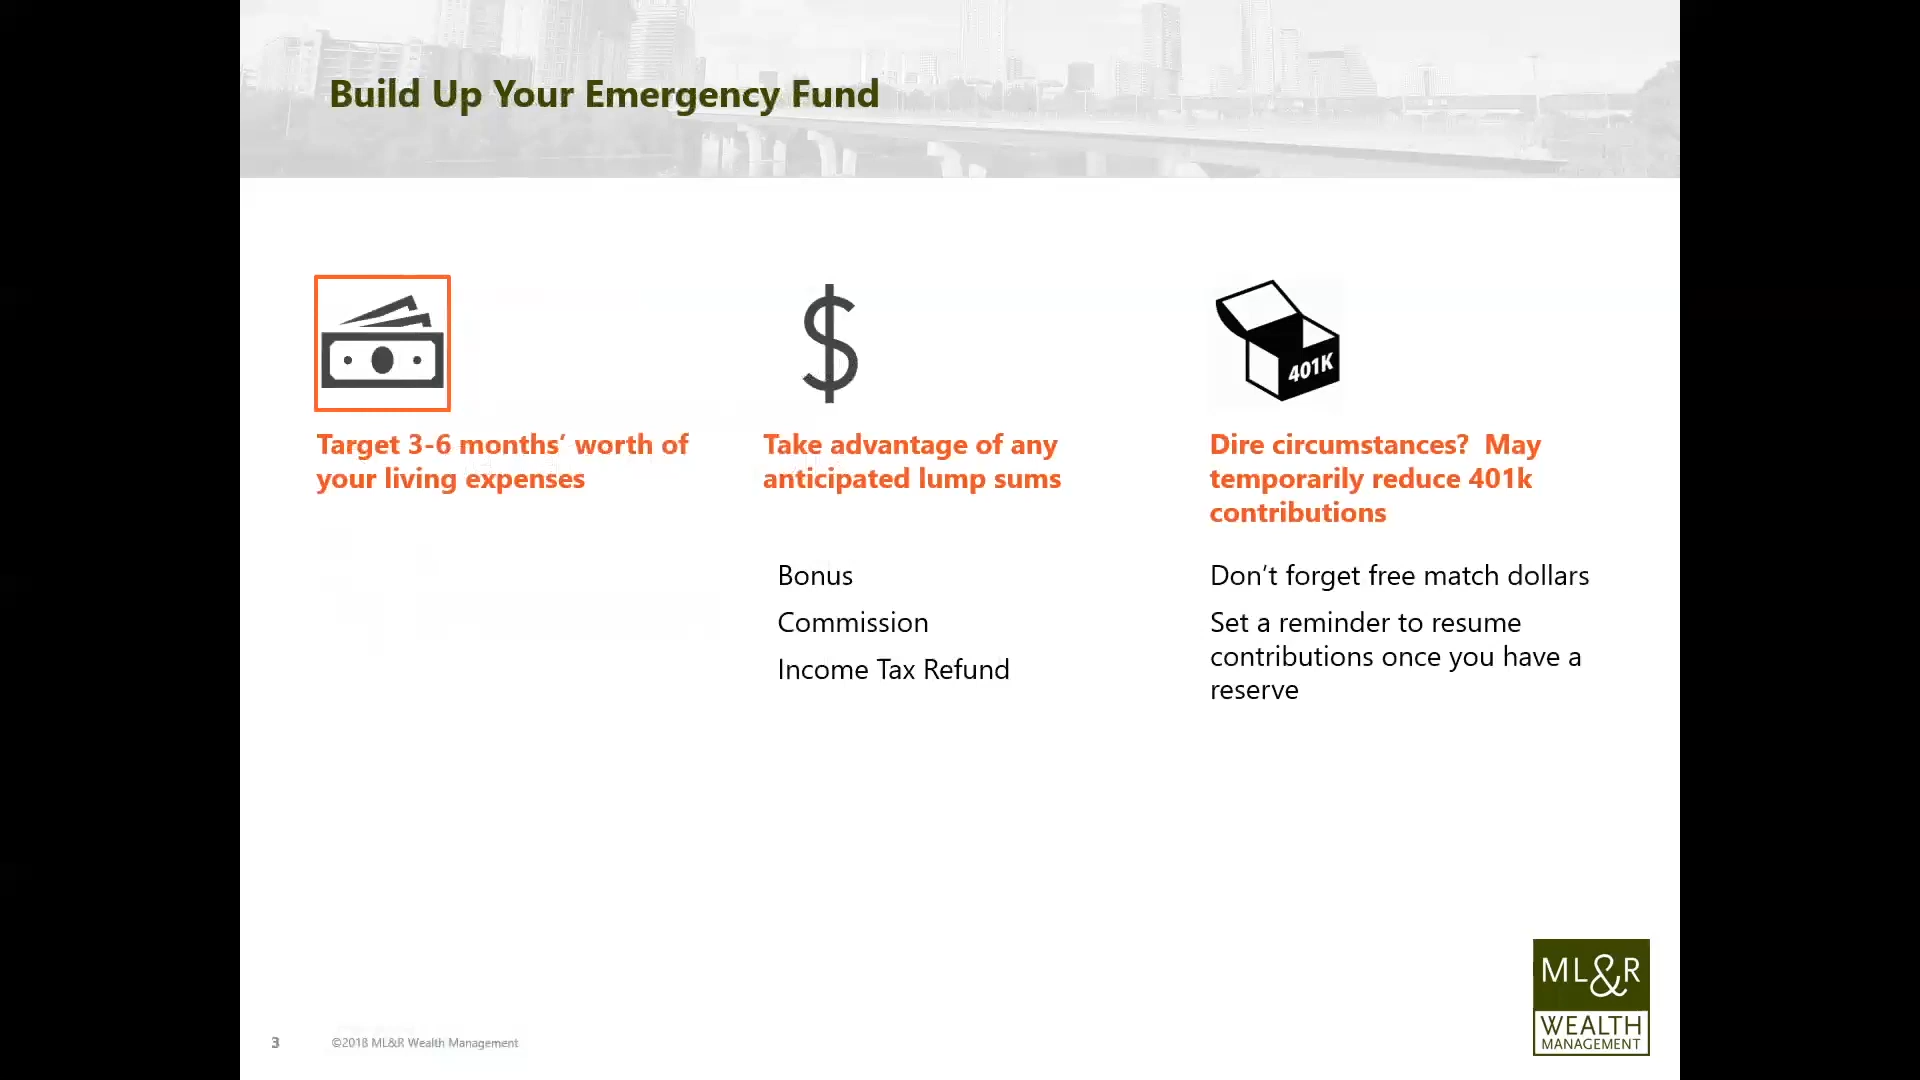 Build Up Your Emergency Fund
401K
Target 3-6 months’ worth of
your living expenses
Take advantage of any
anticipated lump sums
Bonus
Commission
Income Tax Refund
Dire circumstances?  May
temporarily reduce 401k
contributions
Don’t forget free match dollars
Set a reminder to resume
contributions once you have a
reserve
3
©2018 ML&R Wealth Management
ML&R
WEALTH
MANAGEMENT